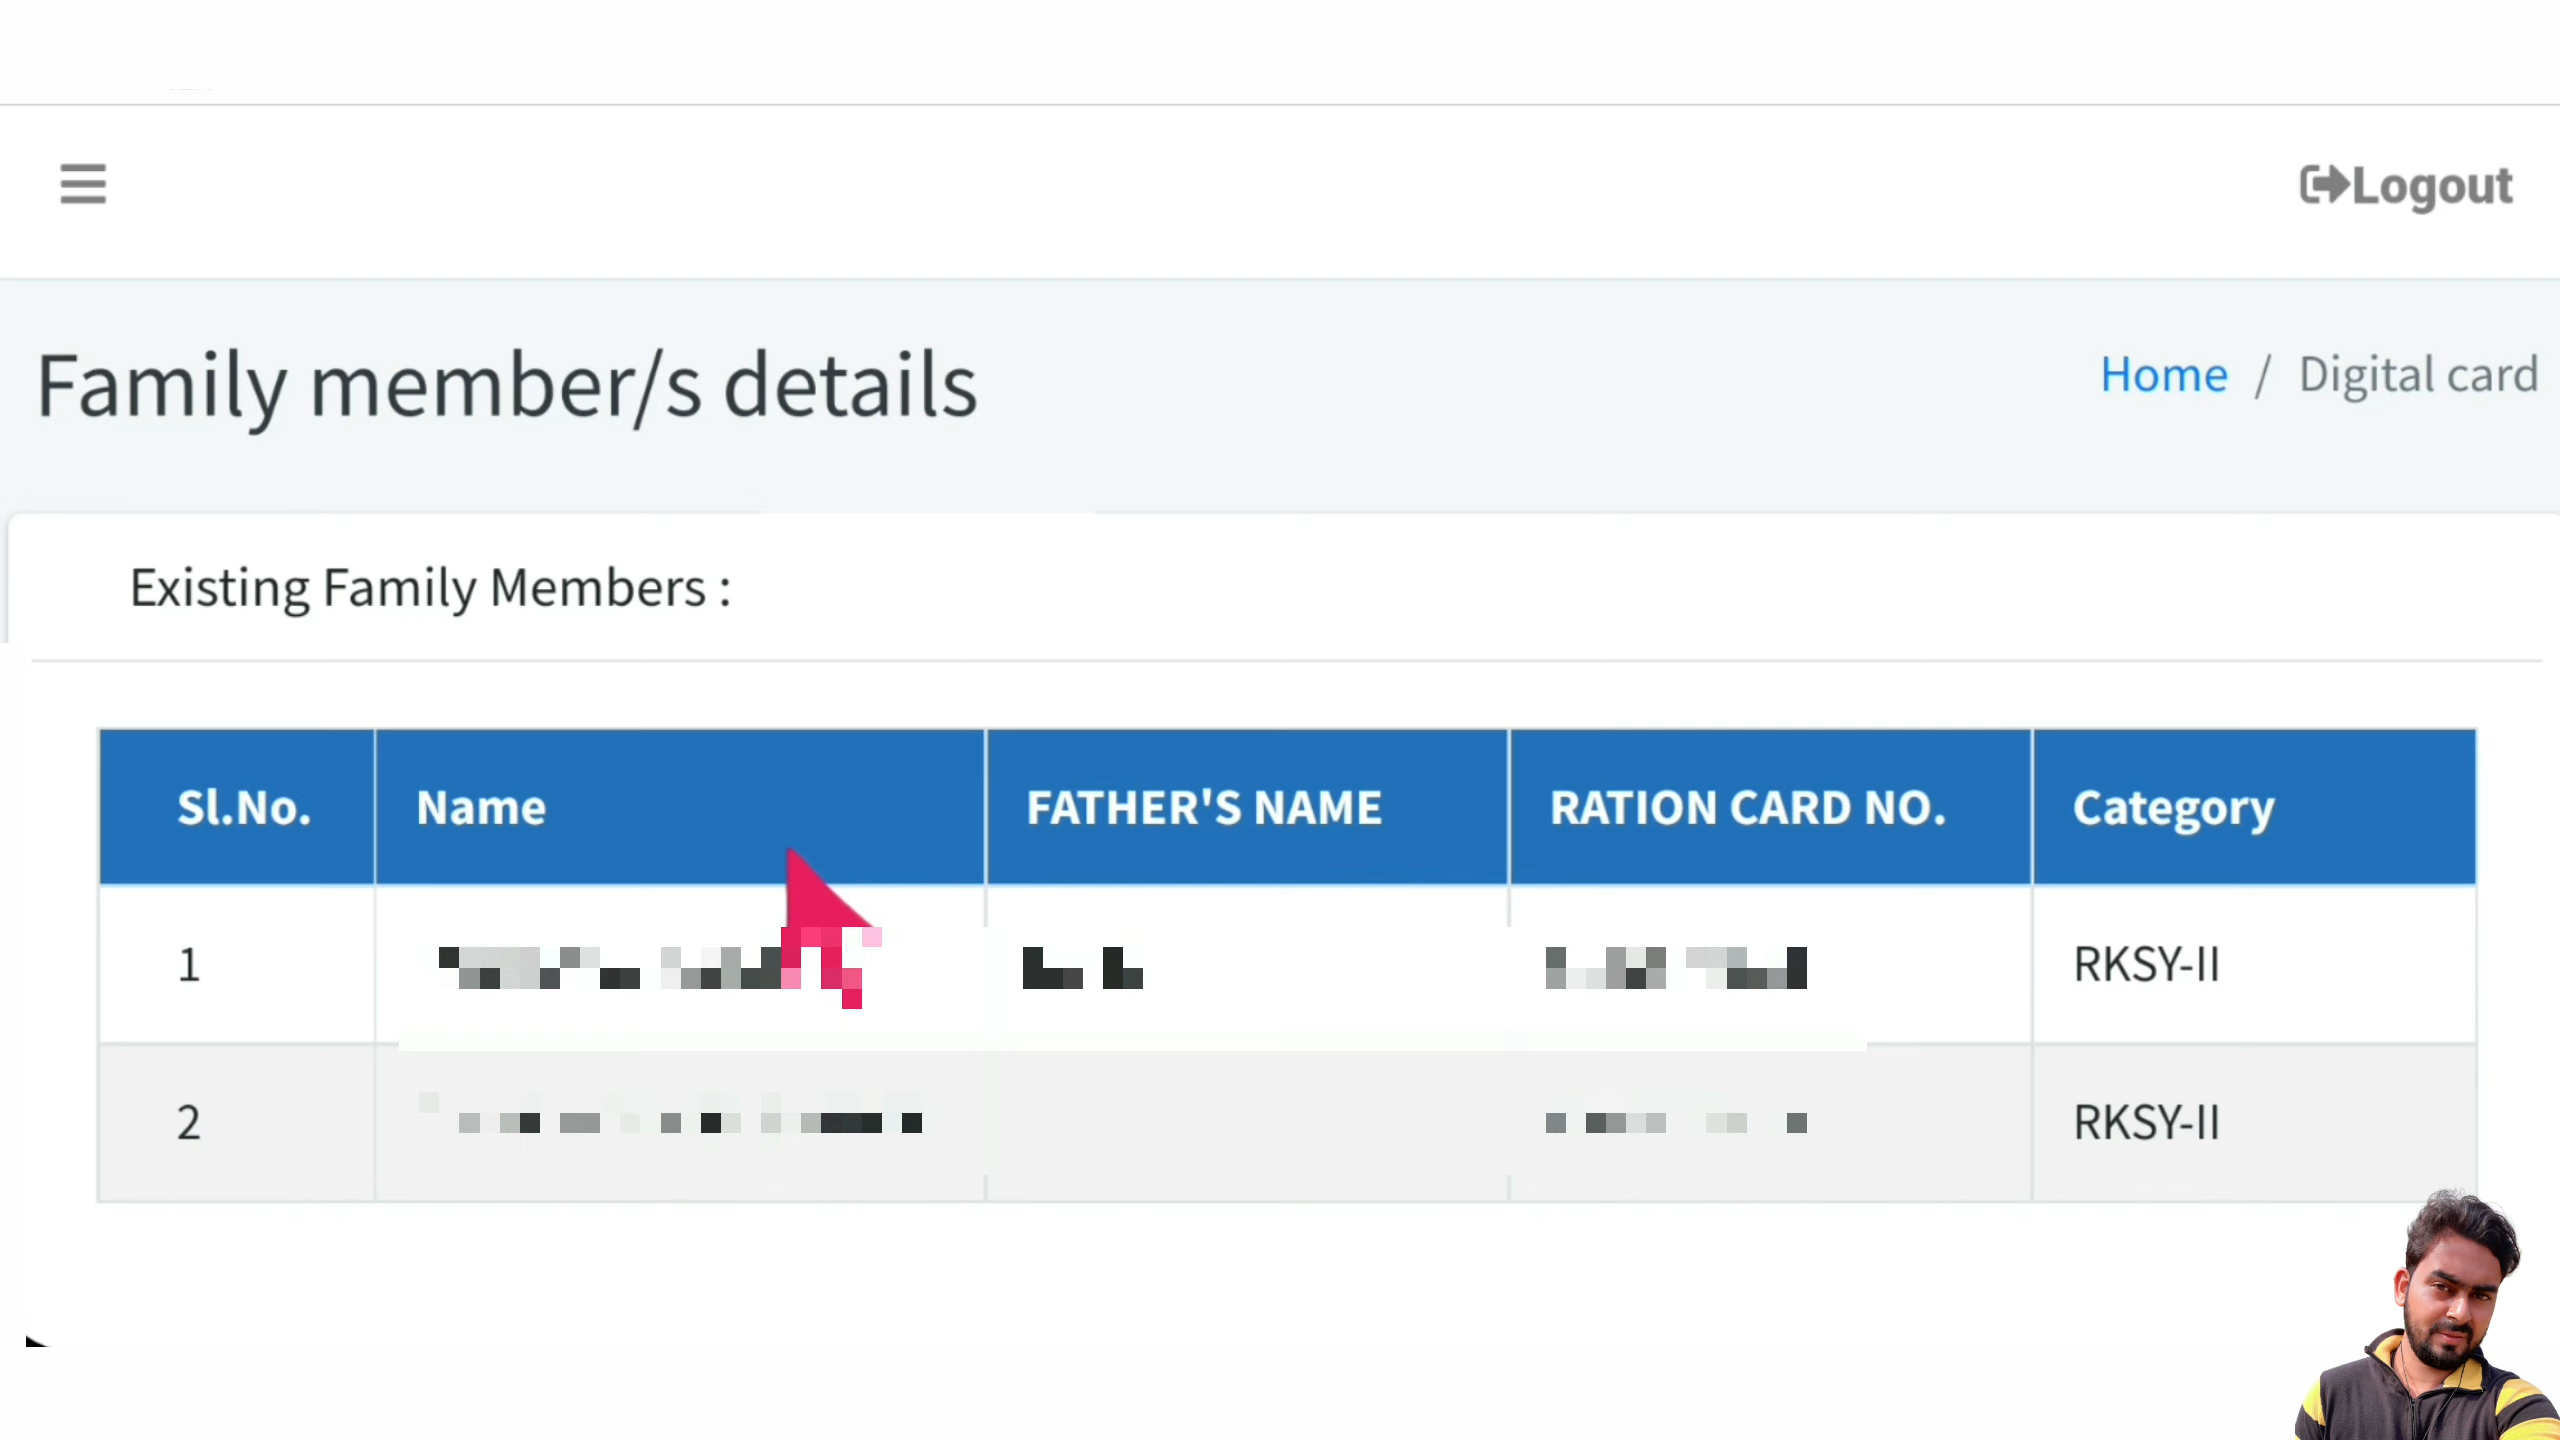 Logout
Family member/s details
Home / Digital card
Existing Family Members :
Sl.No. Name FATHER'S NAME RATION CARD NO. Category
1 RKSY-II
2 RKSY-II